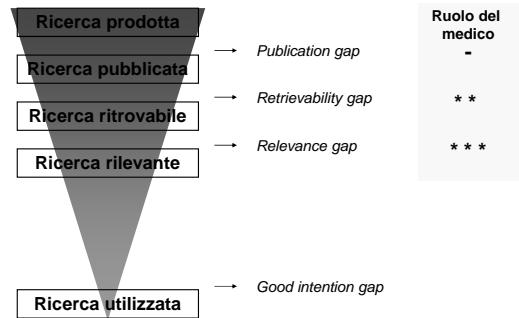 Ricerca prodotta
Ruolo del
medico
Publication gap
-
Ricerca pubblicata
Retrievability gap
* *
Ricerca ritrovabile
Relevance gap
* * *
Ricerca rilevante
Good intention gap
Ricerca utilizzata